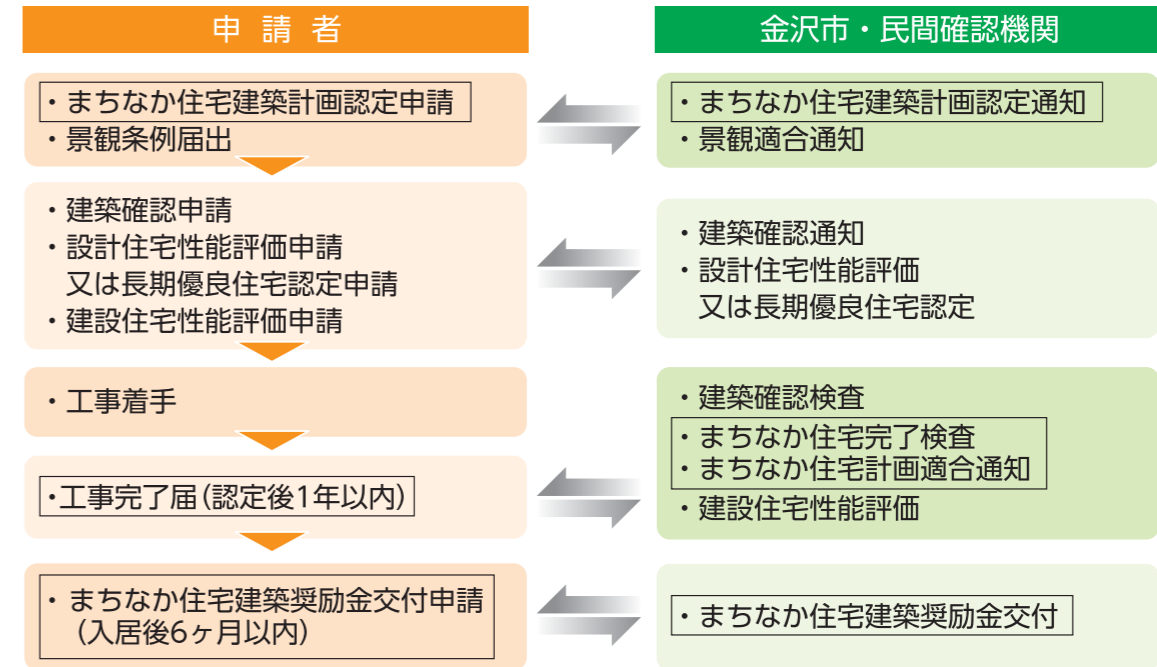 申請者
金沢市・民間確認機関
・まちなか住宅建築計画認定申請
・景観条例届出
・まちなか住宅建築計画認定通知
・景観適合通知
・建築確認申請
・設計住宅性能評価申請
又は長期優良住宅認定申請
・建設住宅性能評価申請
・建築確認通知
・設計住宅性能評価
又は長期優良住宅認定
・工事着手
・工事完了届(認定後1年以内)
・建築確認検査
・まちなか住宅完了検査
・まちなか住宅計画適合通知
・建設住宅性能評価
・まちなか住宅建築奨励金交付申請
(入居後6ヶ月以内)
・まちなか住宅建築奨励金交付